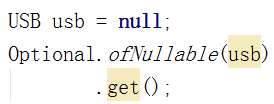 USB usb = null;
Optional.ofNullable(usb)
.get();